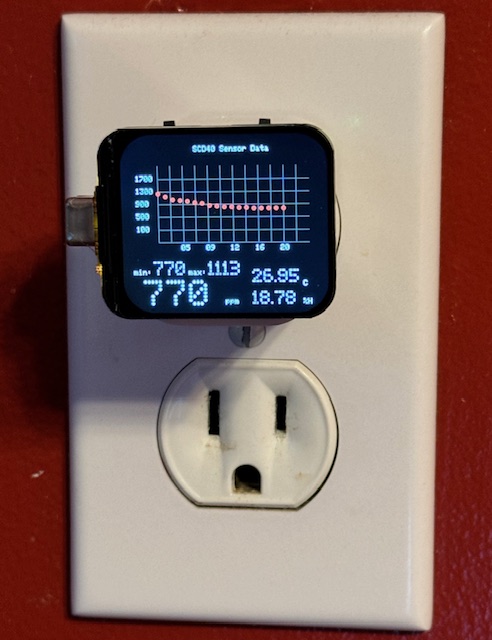 SCD40 Sensor Data
1700
1300
900
500
100
05 09 12 16 20
min. 770 max. 1113
26.95 C
770 ppm
18.78 %H